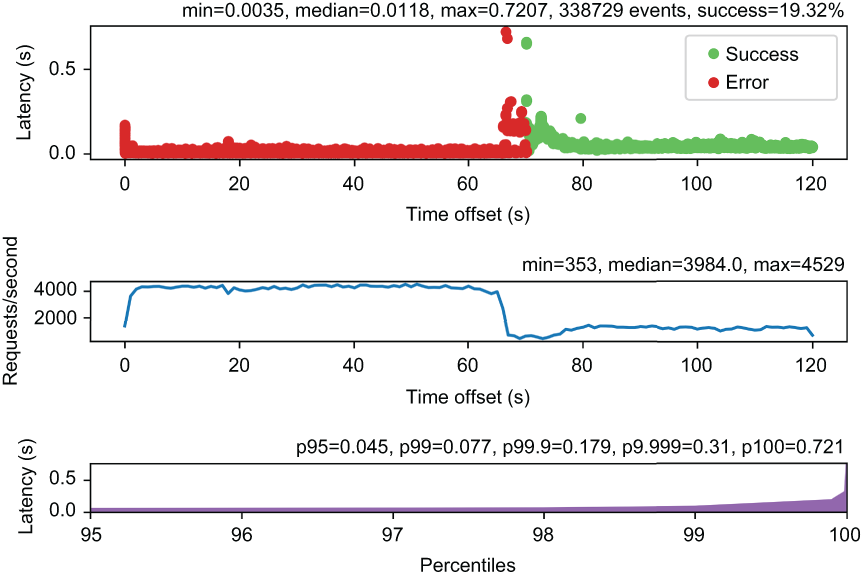 min=0.0035, median=0.0118, max=0.7207, 338729 events, success=19.32%
Latency (s)
0.5
0.0
Success
Error
0 20 40 60 80 100 120
Time offset (s)
min=353, median=3984.0, max=4529
Requests/second
4000
2000
0 20 40 60 80 100 120
Time offset (s)
p95=0.045, p99=0.077, p99.9=0.179, p9.999=0.31, p100=0.721
Latency (s)
0.5
0.0
95 96 97 98 99 100
Percentiles